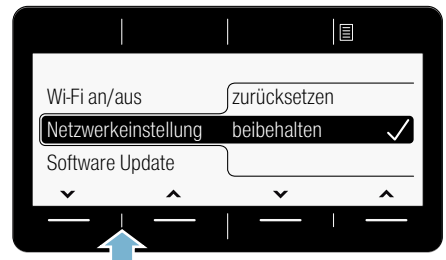 Wi-Fi an/aus zurücksetzen
Netzwerkeinstellung beibehalten
Software Update